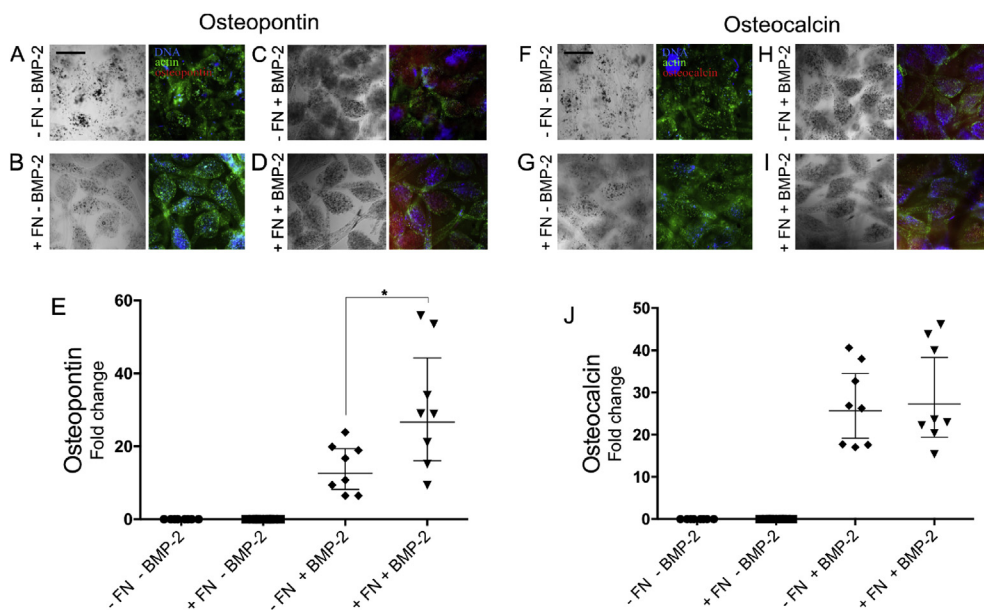 Osteopontin
Osteocalcin
A
- FN - BMP-2
DNA
actin
osteopontin
C
- FN + BMP-2
F
- FN - BMP-2
DNA
actin
osteocalcin
H
- FN + BMP-2
B
+ FN - BMP-2
D
+ FN + BMP-2
G
+ FN - BMP-2
I
+ FN + BMP-2
E
Osteopontin
Fold change
60
40
20
0
*
- FN - BMP-2
+ FN - BMP-2
- FN + BMP-2
+ FN + BMP-2
J
Osteocalcin
Fold change
50
40
30
20
10
0
- FN - BMP-2
+ FN - BMP-2
- FN + BMP-2
+ FN + BMP-2